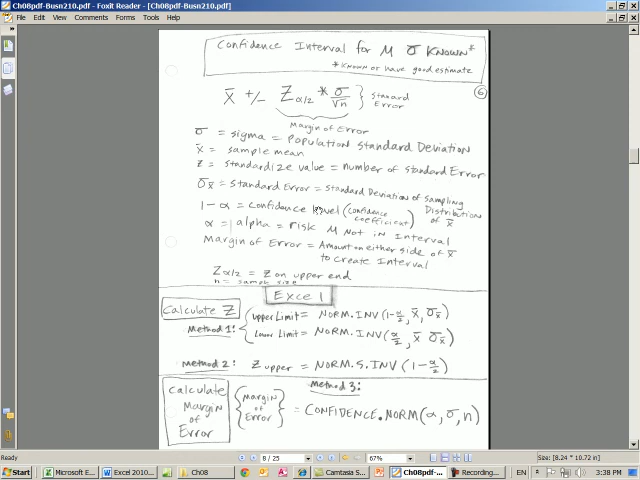 Ch08pdf-Busn210.pdf - Foxit Reader - [Ch08pdf-Busn210.pdf]
File Edit View Comments Forms Tools Help
Confidence Interval for M σ KNOWN*
* KNOWN or have good estimate
6
x̄ +/- Zα/2 * σ/√n } Standard Error
Margin of Error
σ = sigma = population Standard Deviation
x̄ = sample mean
Z = standardize value = number of standard Error
σx̄ = Standard Error = Standard Deviation of Sampling Distribution of x̄
1-α = Confidence level (confidence coefficient)
α = alpha = risk M Not in Interval
Margin of Error = Amount on either side of x̄ to create Interval
Zα/2 = Z on upper end
n = sample size
Excel
Calculate Z
Method 1:
Upper Limit = NORM.INV(1-α/2, x̄, σx̄)
Lower Limit = NORM.INV(α/2, x̄ σx̄)
Method 2: Z upper = NORM.S.INV(1-α/2)
Method 3:
Calculate Margin of Error
{Margin of Error} = CONFIDENCE.NORM(α, σ, n)
Ready
8 / 25
67%
Size: [8.24 * 10.72 in]
Start
Microsoft E...
Excel 2010...
Ch08
Camtasia S...
Ch08pdf-Bu...
Recording...
EN
3:38 PM